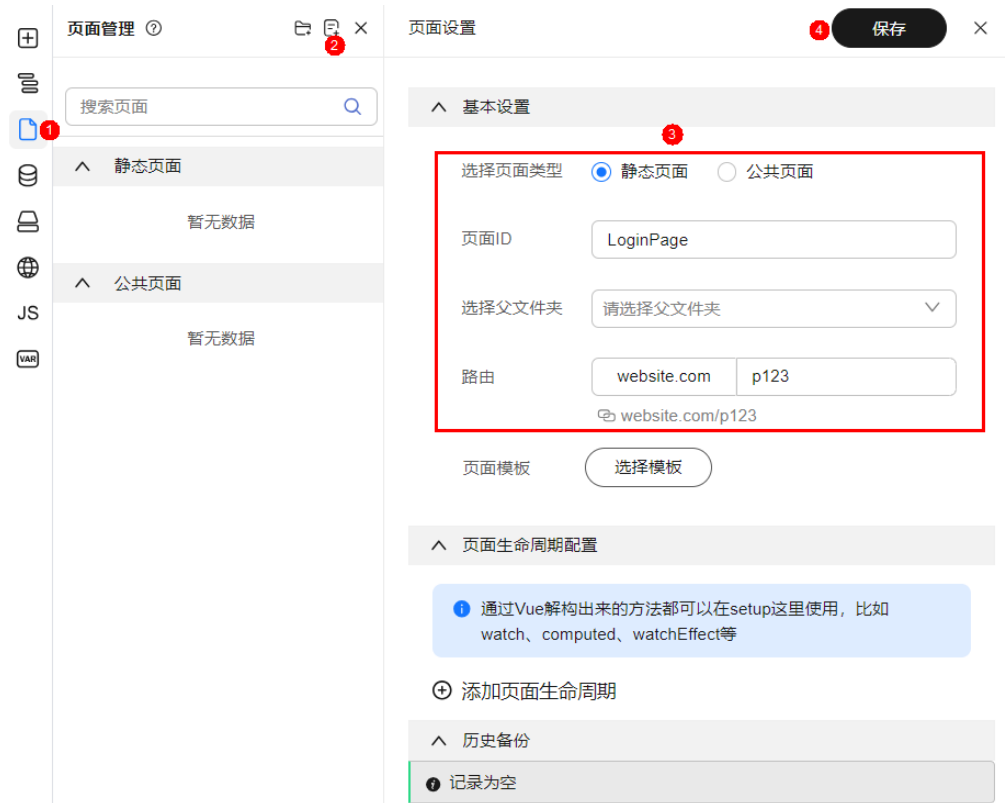 页面管理
2
1
搜索页面
静态页面
暂无数据
公共页面
暂无数据
JS
VAR
页面设置
4
保存
基本设置
3
选择页面类型 静态页面 公共页面
页面ID LoginPage
选择父文件夹 请选择父文件夹
路由 website.com p123
website.com/p123
页面模板 选择模板
页面生命周期配置
通过Vue解构出来的方法都可以在setup这里使用，比如
watch、computed、watchEffect等
添加页面生命周期
历史备份
记录为空